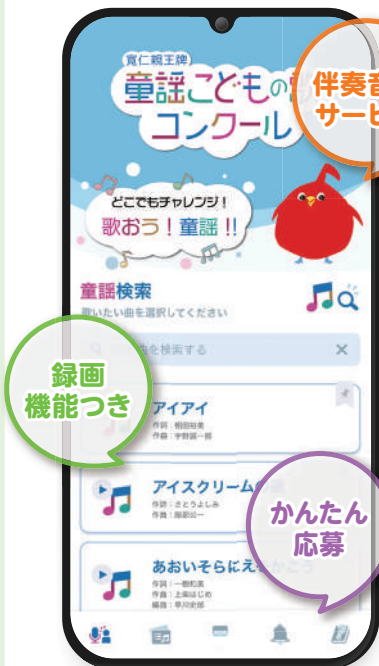 寛仁親王牌
童謡こどもの
コンクール
伴奏音
サービ
どこでもチャレンジ！
歌おう！童謡!!
童謡検索
歌いたい曲を選択してください
を検索する
録画
機能つき
アイアイ
作詞：相田裕美
作曲：宇野誠一郎
アイスクリーム
作詩：さとうよしみ
作曲：服部公一
かんたん
応募
あおいそらにえ
作詞：一樹和美
作曲：上柴はじめ
編曲：早川史郎